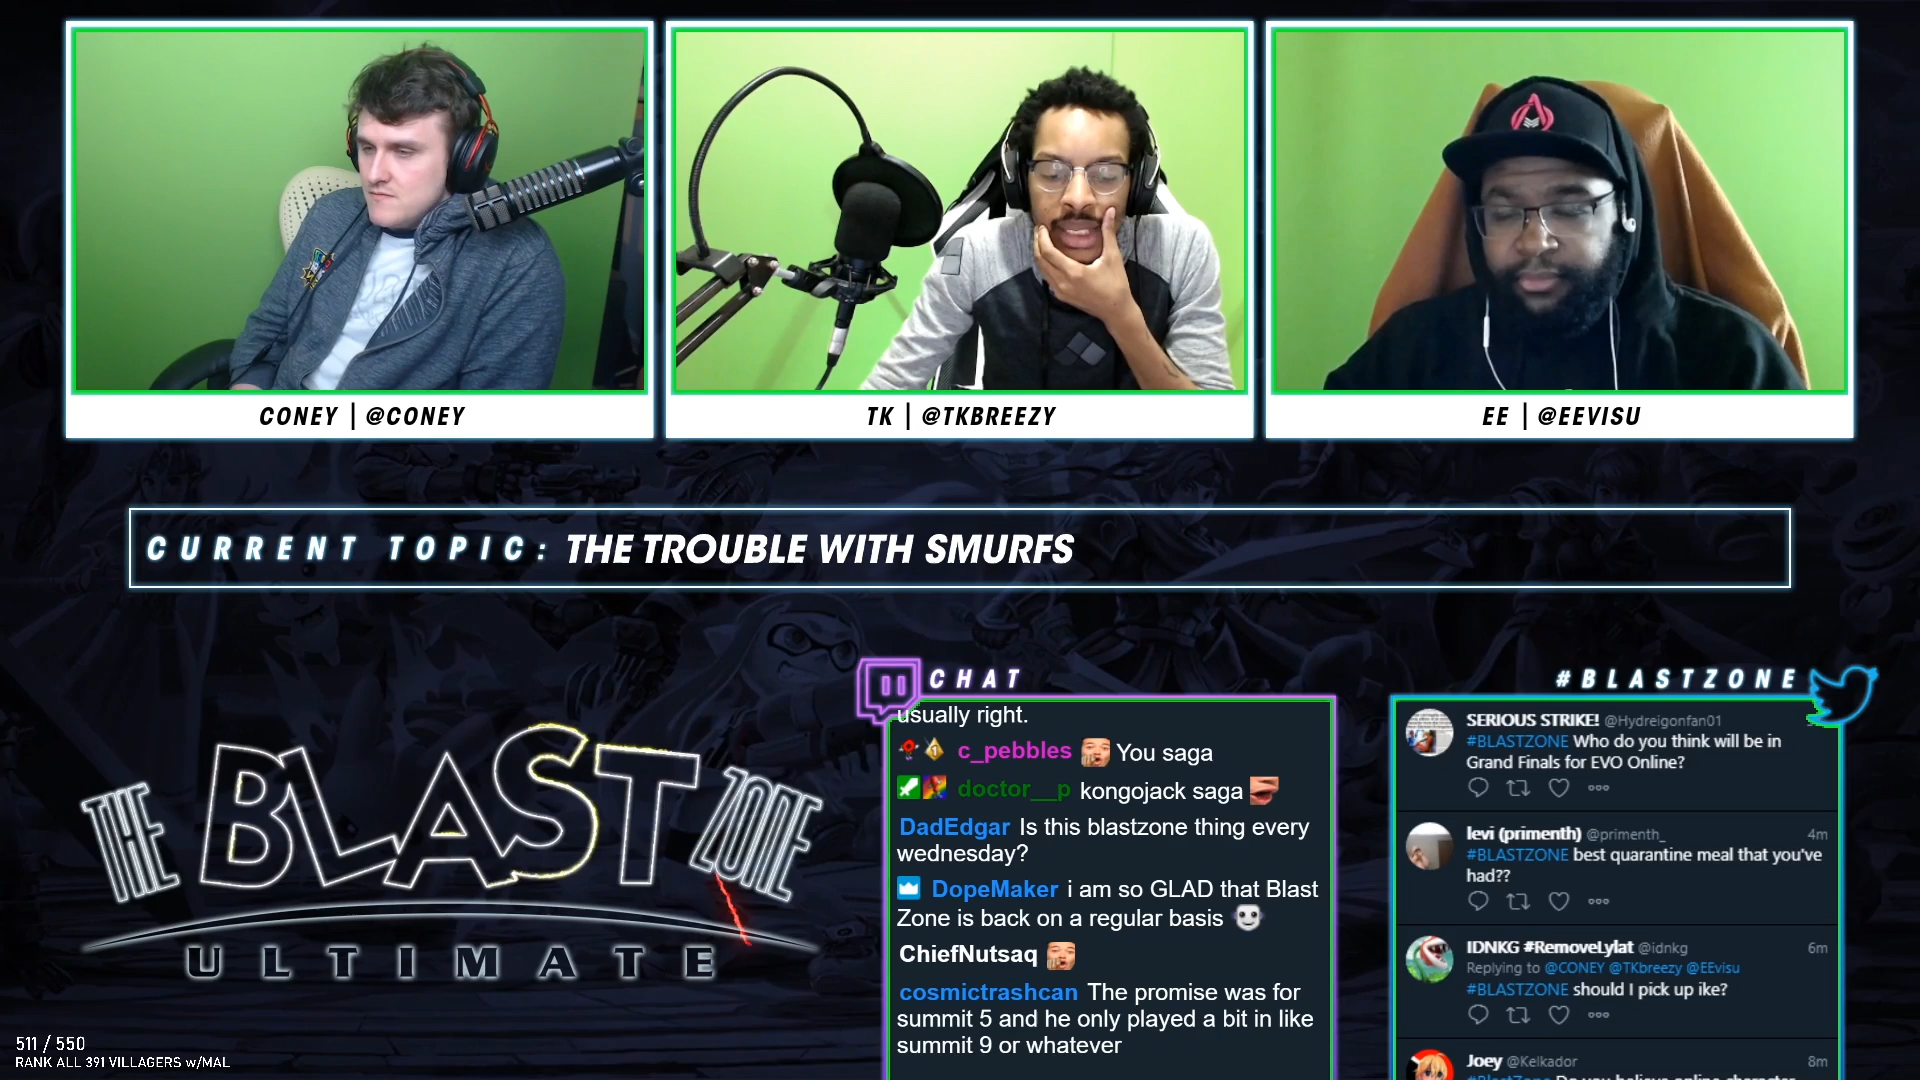 CONEY | @CONEY
TK | @TKBREEZY
EE | @EEVISU
CURRENT TOPIC: THE TROUBLE WITH SMURFS
THE BLAST ZONE
ULTIMATE
511 / 550
RANK ALL 391 VILLAGERS w/MAL
CHAT
usually right.
c_pebbles You saga
doctor__p kongojack saga
DadEdgar Is this blastzone thing every
wednesday?
DopeMaker i am so GLAD that Blast
Zone is back on a regular basis
ChiefNutsaq
cosmictrashcan The promise was for
summit 5 and he only played a bit in like
summit 9 or whatever
#BLASTZONE
SERIOUS STRIKE! @Hydreigonfan01
#BLASTZONE Who do you think will be in
Grand Finals for EVO Online?
levi (primenth) @primenth_ 4m
#BLASTZONE best quarantine meal that you've
had??
IDNKG #RemoveLylat @idnkg 6m
Replying to @CONEY @TKbreezy @EEvisu
#BLASTZONE should I pick up ike?
Joey @Kelkador 8m